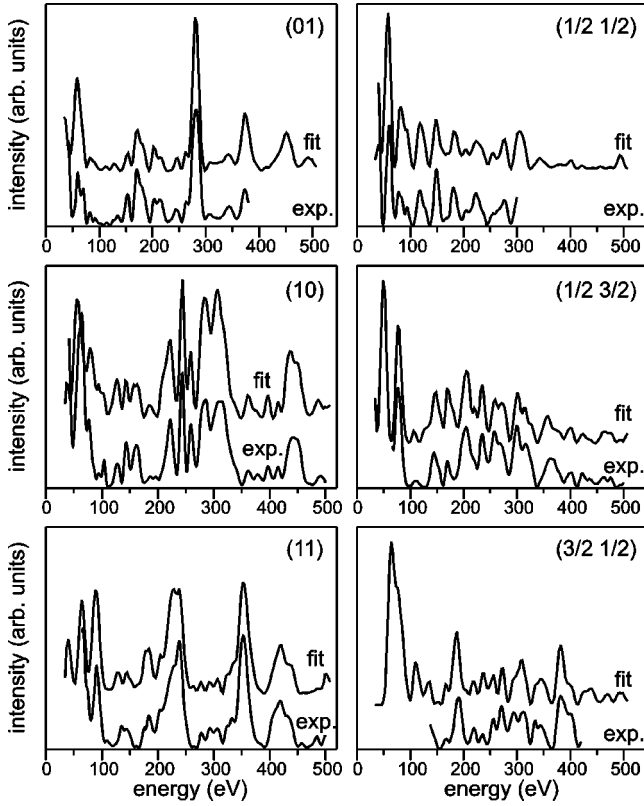 (01)
fit
exp.
intensity (arb. units)
0 100 200 300 400 500
(1/2 1/2)
fit
exp.
0 100 200 300 400 500
(10)
fit
exp.
intensity (arb. units)
0 100 200 300 400 500
(1/2 3/2)
fit
exp.
0 100 200 300 400 500
(11)
fit
exp.
intensity (arb. units)
0 100 200 300 400 500
energy (eV)
(3/2 1/2)
fit
exp.
0 100 200 300 400 500
energy (eV)